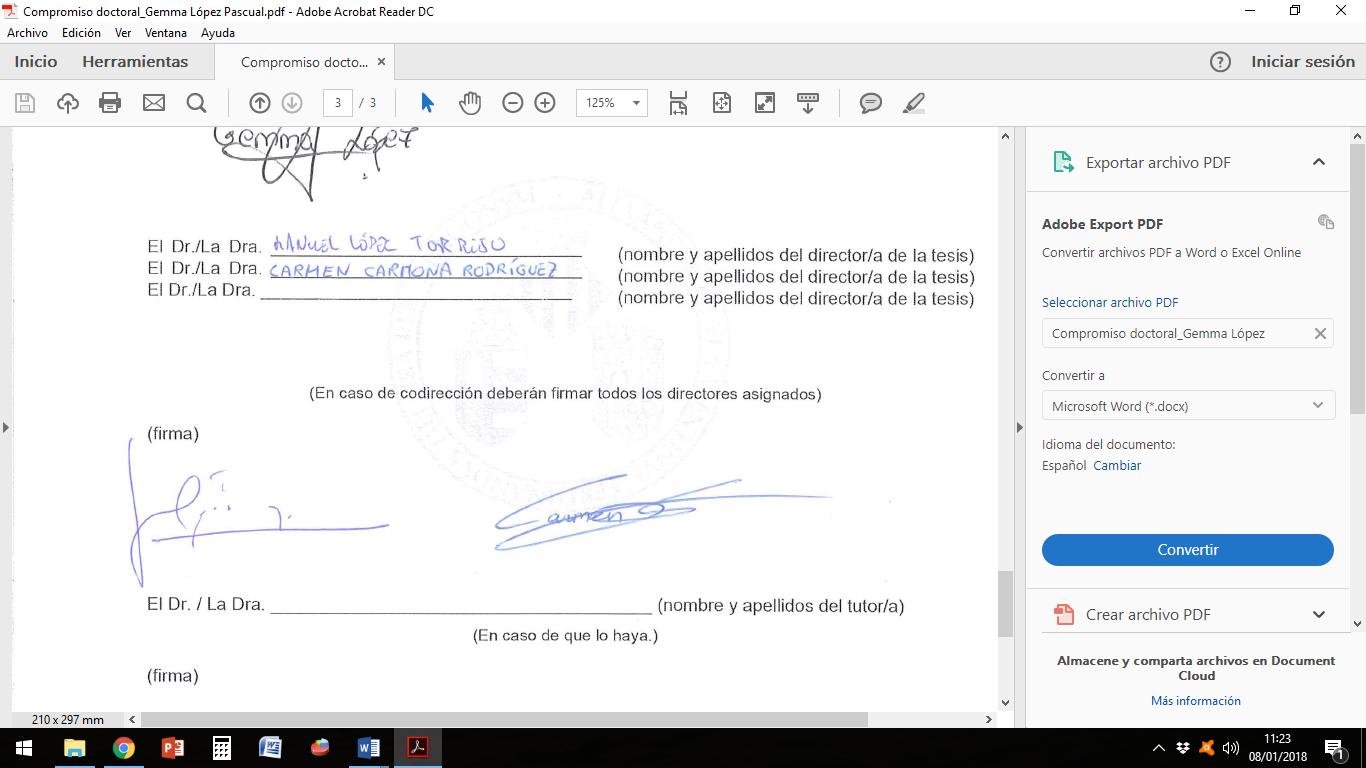 Compromiso doctoral_Gemma López Pascual.pdf - Adobe Acrobat Reader DC
Archivo Edición Ver Ventana Ayuda
Inicio Herramientas Compromiso docto... × Iniciar sesión
3 / 3 125%
Gemma López
El Dr./La Dra. MANUEL LÓPEZ TORRIJO (nombre y apellidos del director/a de la tesis)
El Dr./La Dra. CARMEN CARMONA RODRÍGUEZ (nombre y apellidos del director/a de la tesis)
El Dr./La Dra. (nombre y apellidos del director/a de la tesis)
(En caso de codirección deberán firmar todos los directores asignados)
(firma)
Carmen
El Dr. / La Dra. (nombre y apellidos del tutor/a)
(En caso de que lo haya.)
(firma)
210 x 297 mm
Exportar archivo PDF
Adobe Export PDF
Convertir archivos PDF a Word o Excel Online
Seleccionar archivo PDF
Compromiso doctoral_Gemma López
Convertir a
Microsoft Word (*.docx)
Idioma del documento:
Español Cambiar
Convertir
Crear archivo PDF
Almacene y comparta archivos en Document
Cloud
Más información
11:23
08/01/2018
1